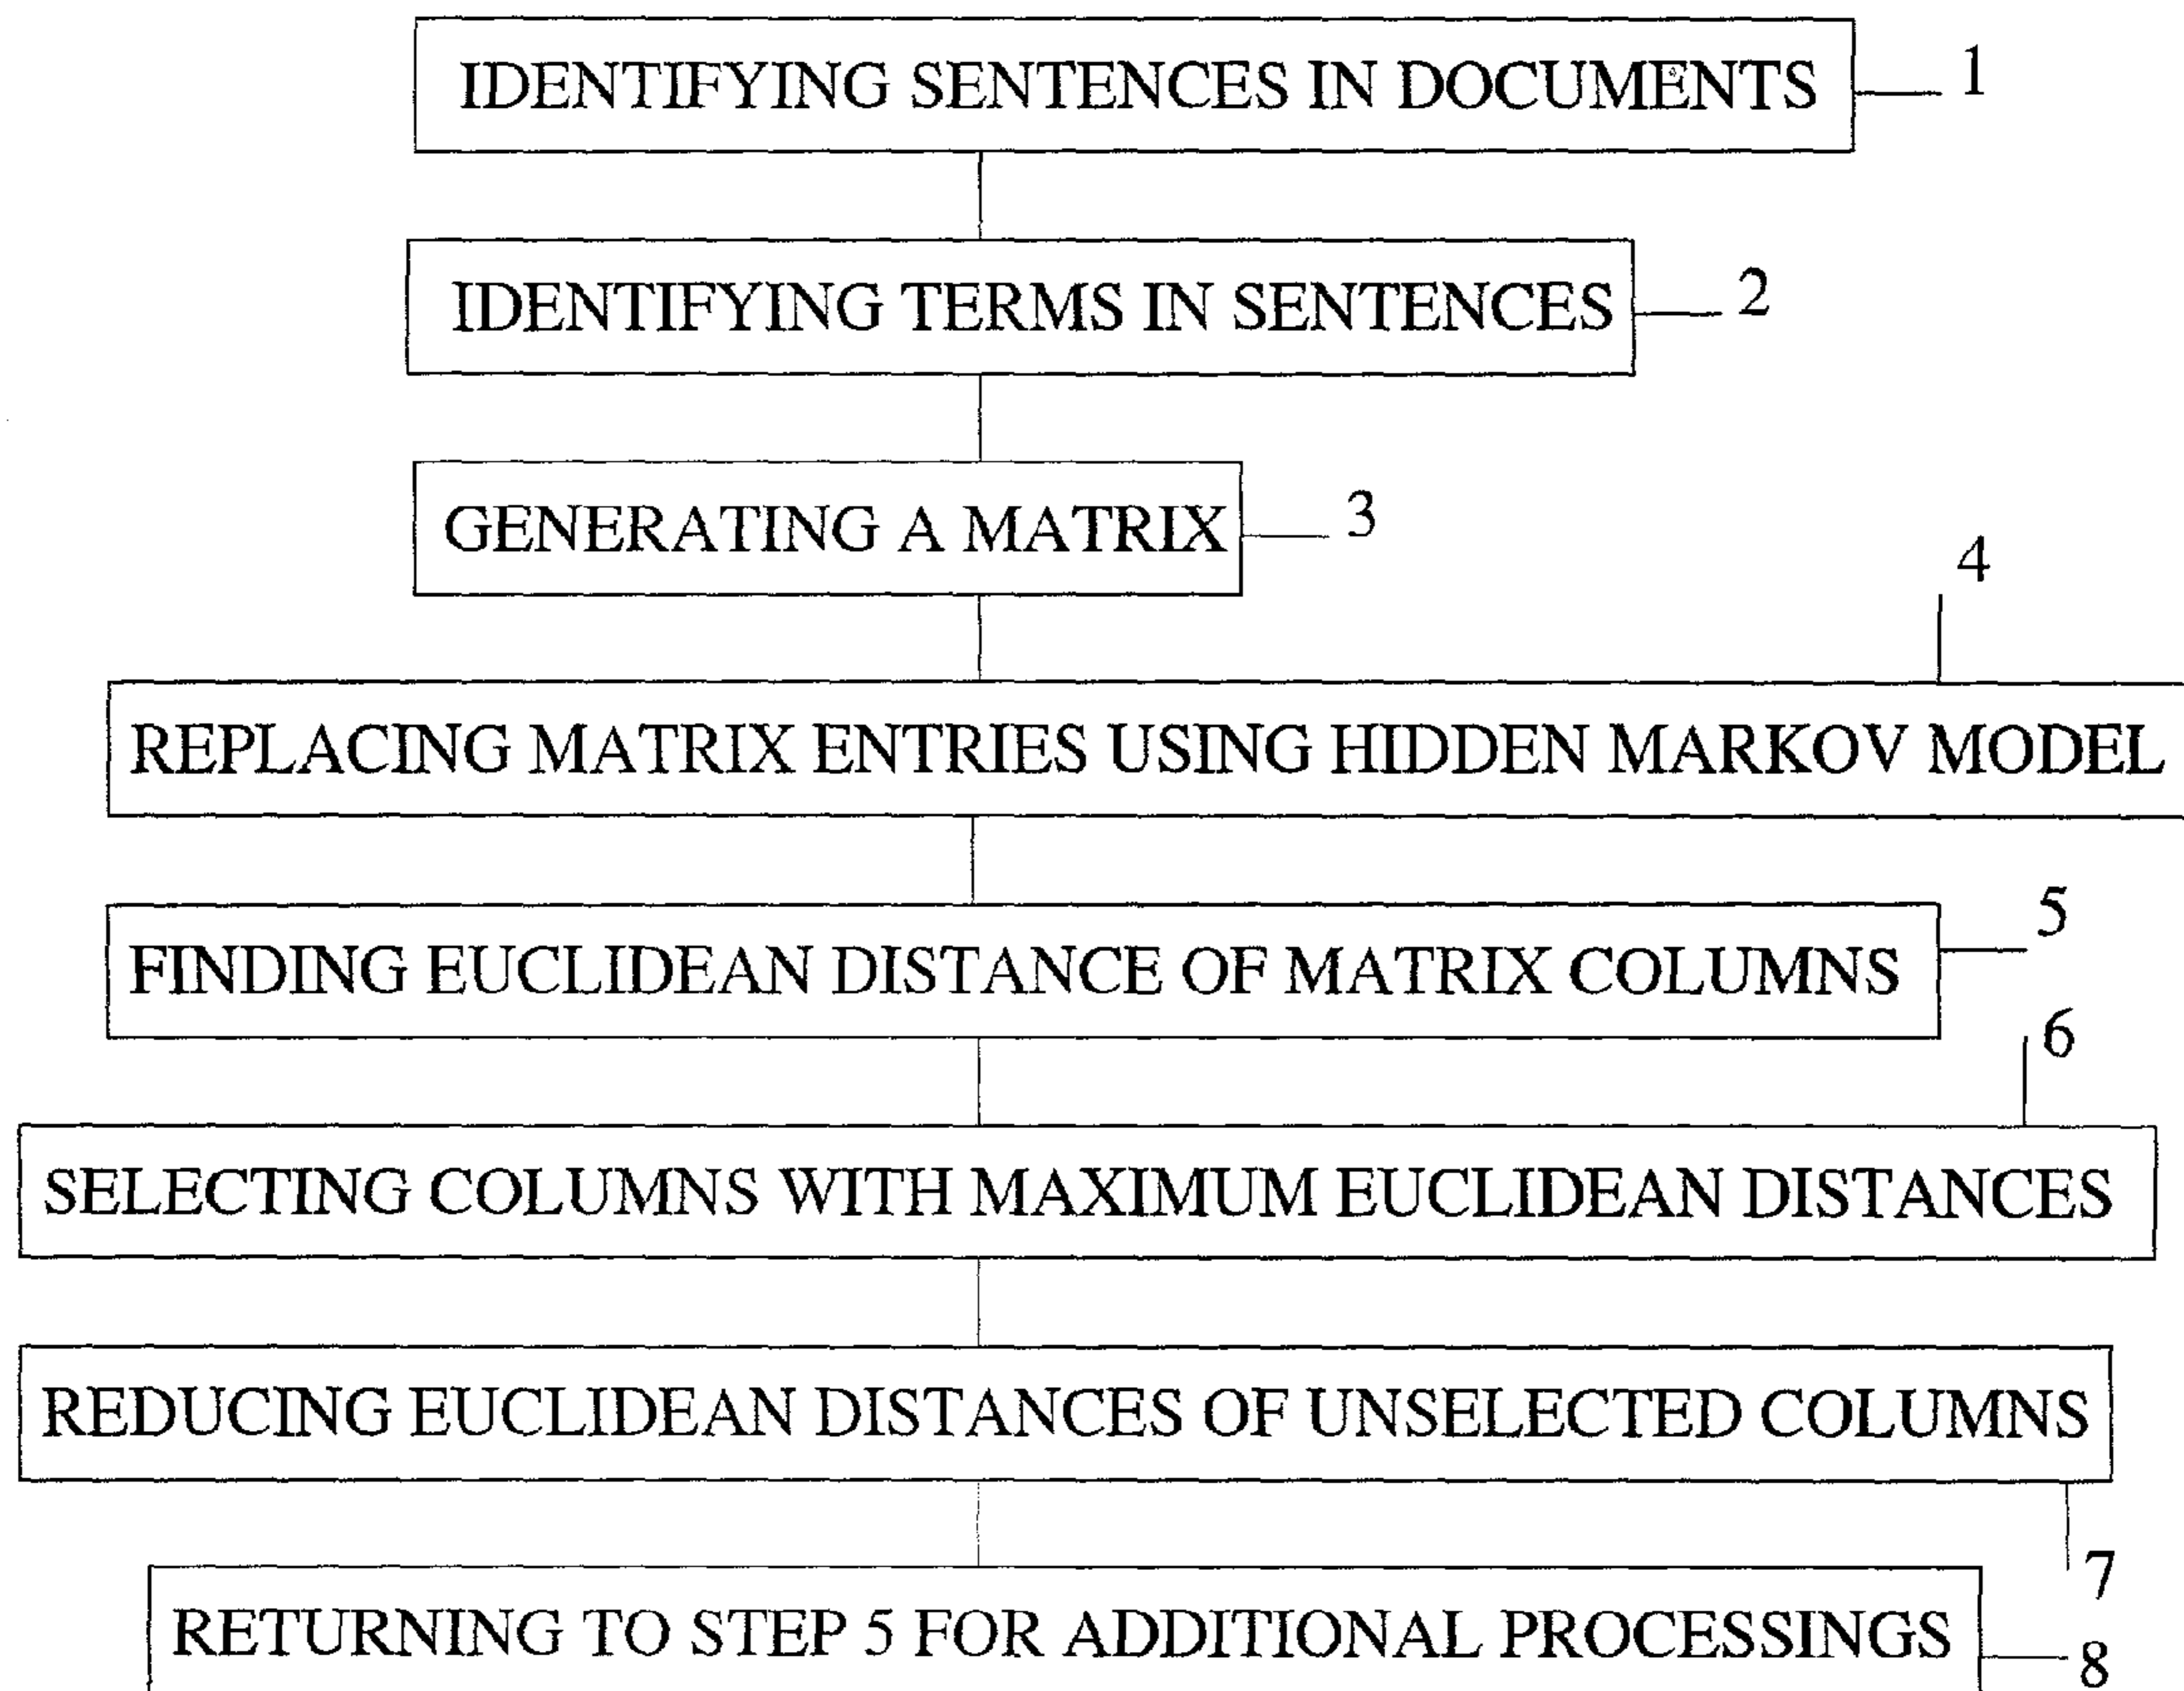 IDENTIFYING SENTENCES IN DOCUMENTS 1
IDENTIFYING TERMS IN SENTENCES 2
GENERATING A MATRIX 3
4
REPLACING MATRIX ENTRIES USING HIDDEN MARKOV MODEL
5
FINDING EUCLIDEAN DISTANCE OF MATRIX COLUMNS
6
SELECTING COLUMNS WITH MAXIMUM EUCLIDEAN DISTANCES
REDUCING EUCLIDEAN DISTANCES OF UNSELECTED COLUMNS
7
RETURNING TO STEP 5 FOR ADDITIONAL PROCESSINGS 8